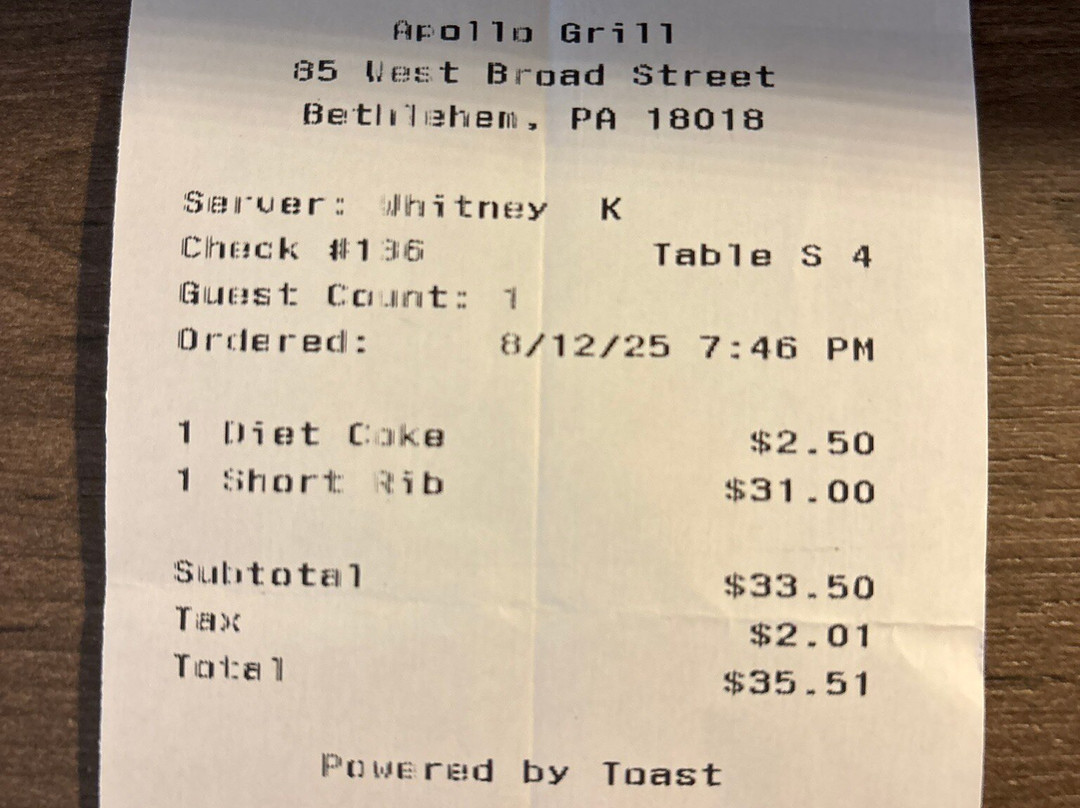 Apollo Grill
85 West Broad Street
Bethlehem, PA 18018
Server: Whitney K
Check #136 Table S 4
Guest Count: 1
Ordered: 8/12/25 7:46 PM
1 Diet Coke $2.50
1 Short Rib $31.00
Subtotal $33.50
Tax $2.01
Total $35.51
Powered by Toast